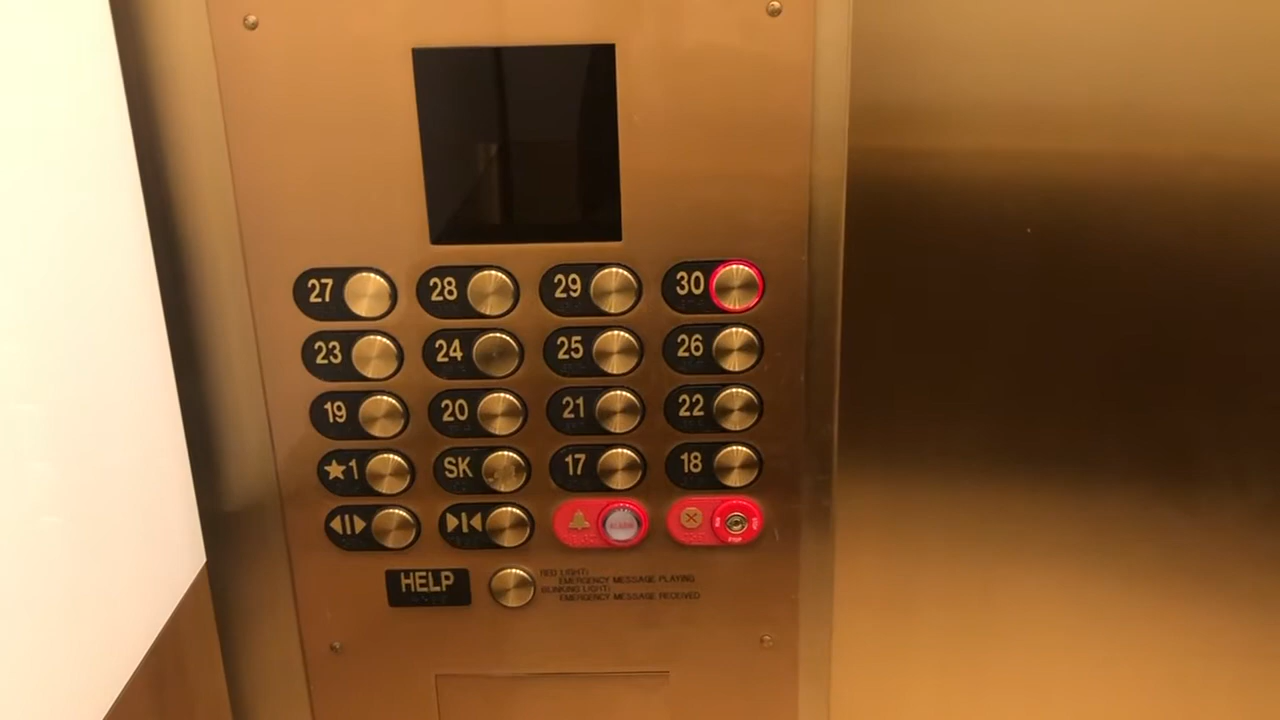 27 28 29 30
23 24 25 26
19 20 21 22
★1 SK 17 18
ALARM STOP
HELP
RED LIGHT:
EMERGENCY MESSAGE PLAYING
BLINKING LIGHT:
EMERGENCY MESSAGE RECEIVED